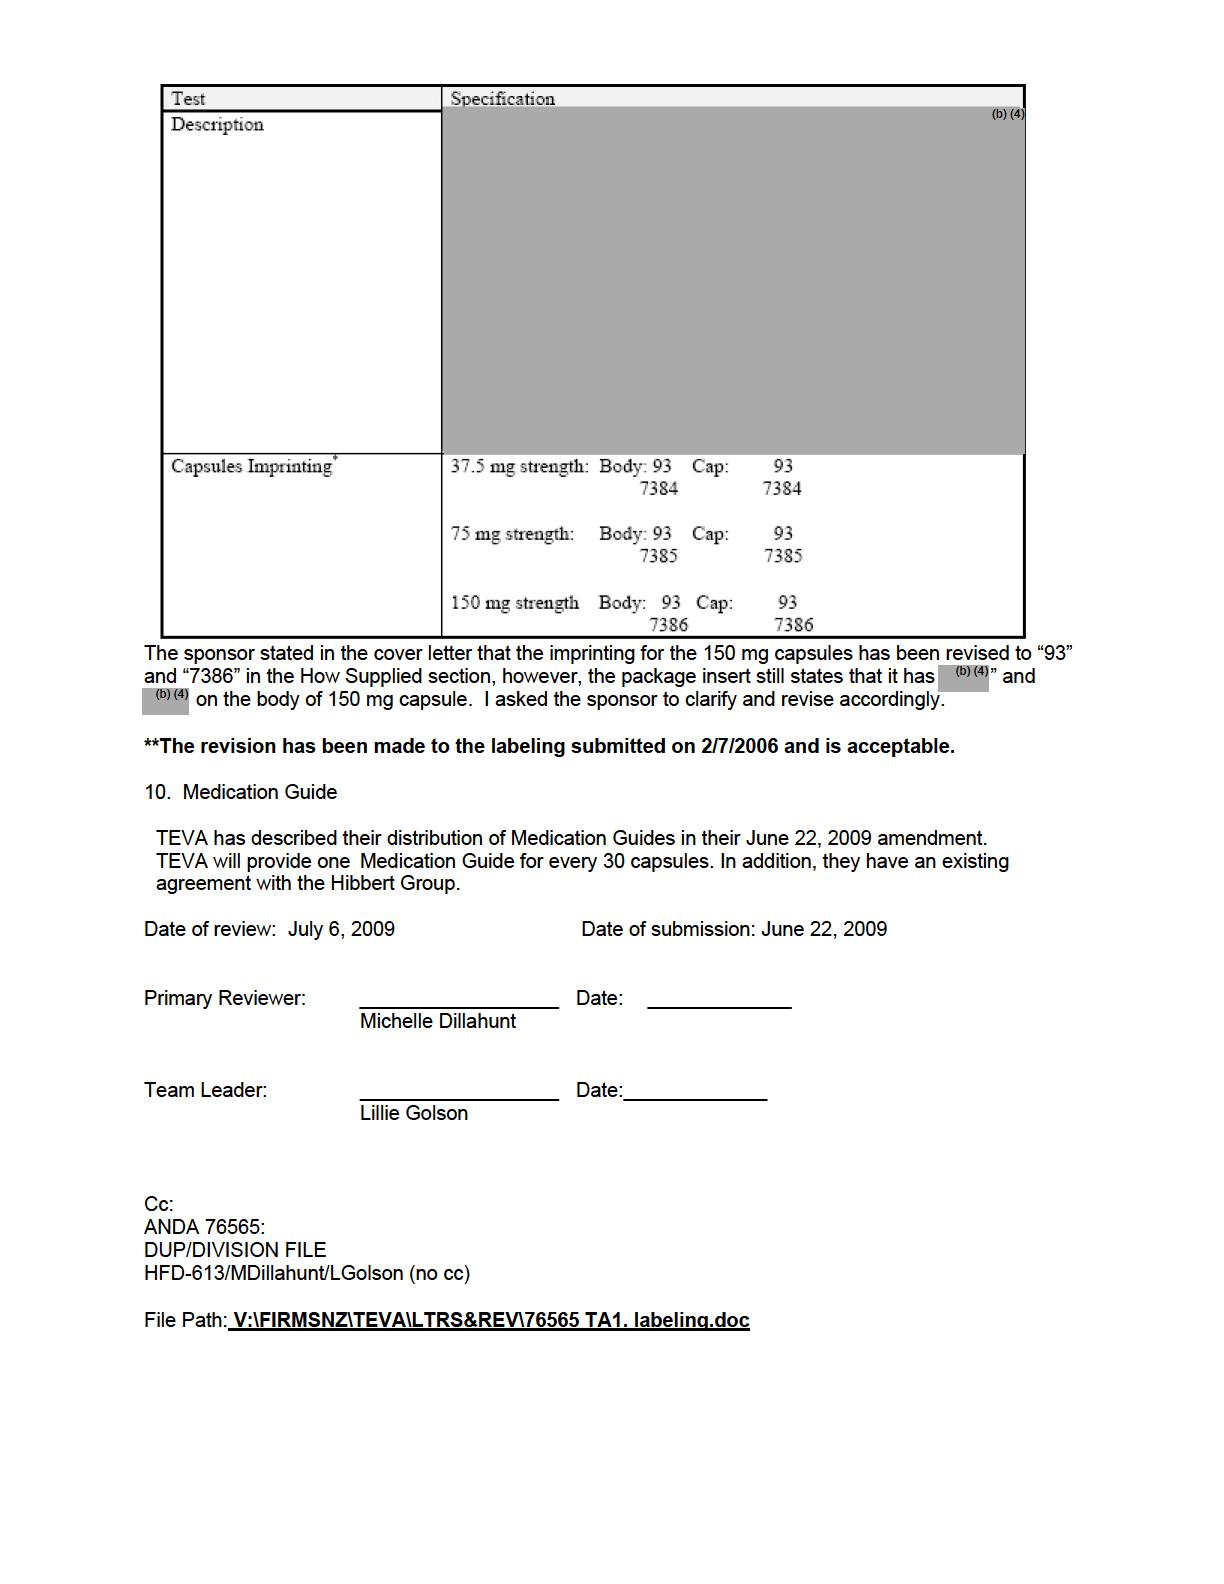 Test Specification
Description (b) (4)
Capsules Imprinting* 37.5 mg strength: Body: 93 Cap: 93
7384 7384
75 mg strength: Body: 93 Cap: 93
7385 7385
150 mg strength Body: 93 Cap: 93
7386 7386
The sponsor stated in the cover letter that the imprinting for the 150 mg capsules has been revised to “93”
and “7386” in the How Supplied section, however, the package insert still states that it has (b) (4)” and
(b) (4) on the body of 150 mg capsule. I asked the sponsor to clarify and revise accordingly.
**The revision has been made to the labeling submitted on 2/7/2006 and is acceptable.
10. Medication Guide
TEVA has described their distribution of Medication Guides in their June 22, 2009 amendment.
TEVA will provide one Medication Guide for every 30 capsules. In addition, they have an existing
agreement with the Hibbert Group.
Date of review: July 6, 2009 Date of submission: June 22, 2009
Primary Reviewer: ____________ Date: ____________
Michelle Dillahunt
Team Leader: ____________ Date:____________
Lillie Golson
Cc:
ANDA 76565:
DUP/DIVISION FILE
HFD-613/MDillahunt/LGolson (no cc)
File Path: V:\FIRMSNZ\TEVA\LTRS&REV\76565 TA1. labeling.doc